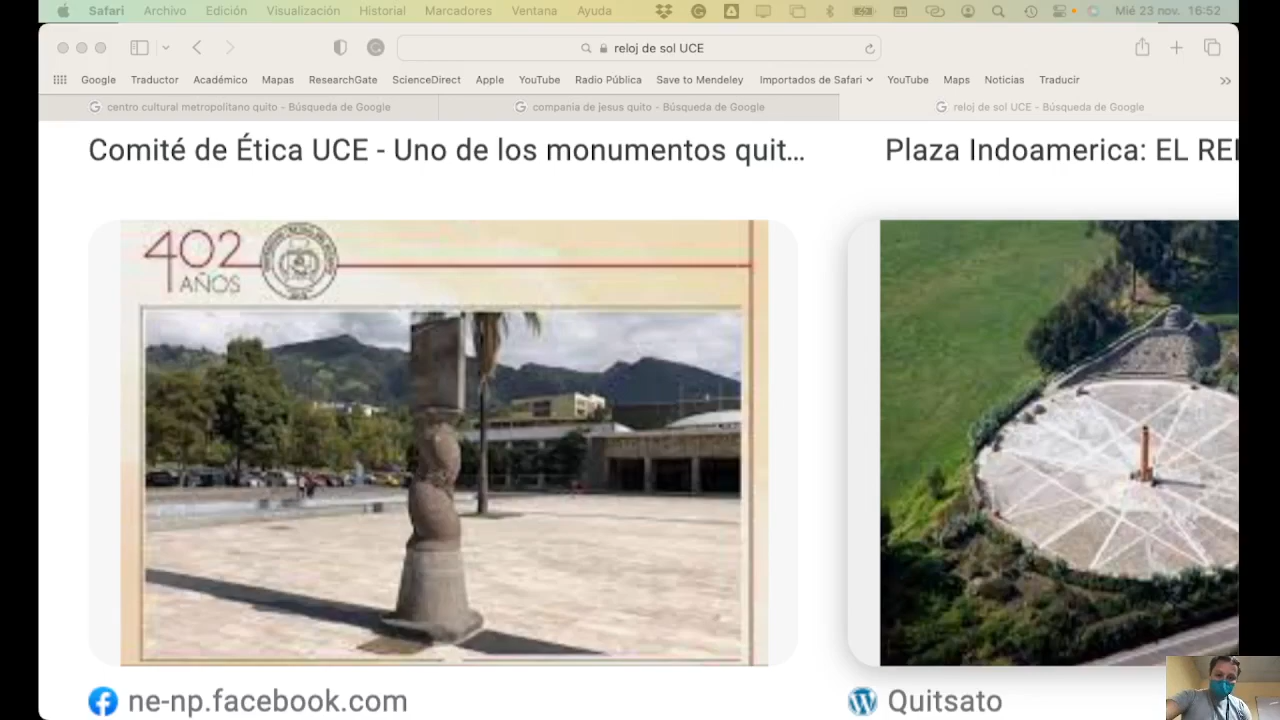 Safari Archivo Edición Visualización Historial Marcadores Ventana Ayuda Mié 23 nov. 16:52
reloj de sol UCE
Google Traductor Académico Mapas ResearchGate ScienceDirect Apple YouTube Radio Pública Save to Mendeley Importados de Safari YouTube Maps Noticias Traducir
centro cultural metropolitano quito - Búsqueda de Google compania de jesus quito - Búsqueda de Google reloj de sol UCE - Búsqueda de Google
Comité de Ética UCE - Uno de los monumentos quit... Plaza Indoamerica: EL REL
402
AÑOS
ne-np.facebook.com Quitsato